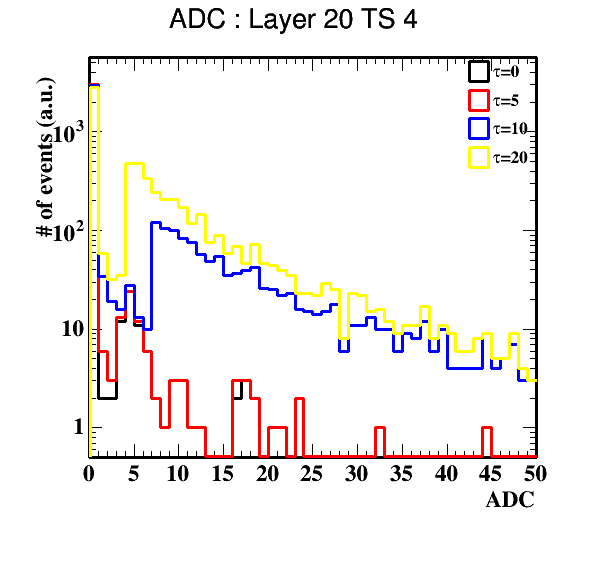 ADC : Layer 20 TS 4
# of events (a.u.)
10³
10²
10
1
τ=0
τ=5
τ=10
τ=20
0 5 10 15 20 25 30 35 40 45 50
ADC